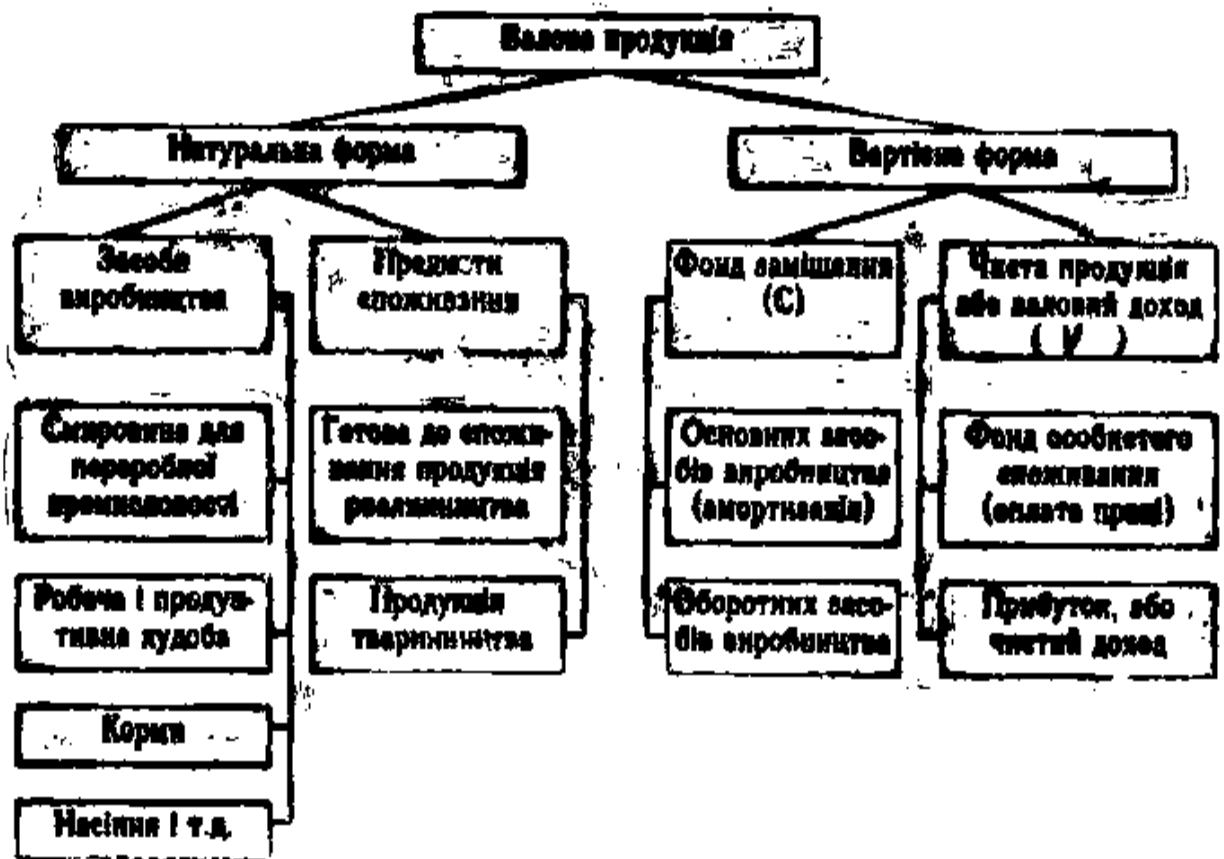 Валова продукція
Натуральна форма
Вартісна форма
Засоби
виробництва
Предмети
споживання
Фонд заміщення
(С)
Чиста продукція
або валовий доход
( V )
Сировина для
переробної
промисловості
Готова до спожи-
вання продукція
рослинництва
Основних засо-
бів виробництва
(амортизація)
Фонд особистого
споживання
(оплата праці)
Робоча і продук-
тивна худоба
Продукція
тваринництва
Оборотних засо-
бів виробництва
Прибуток, або
чистий доход
Корми
Насіння і т.д.